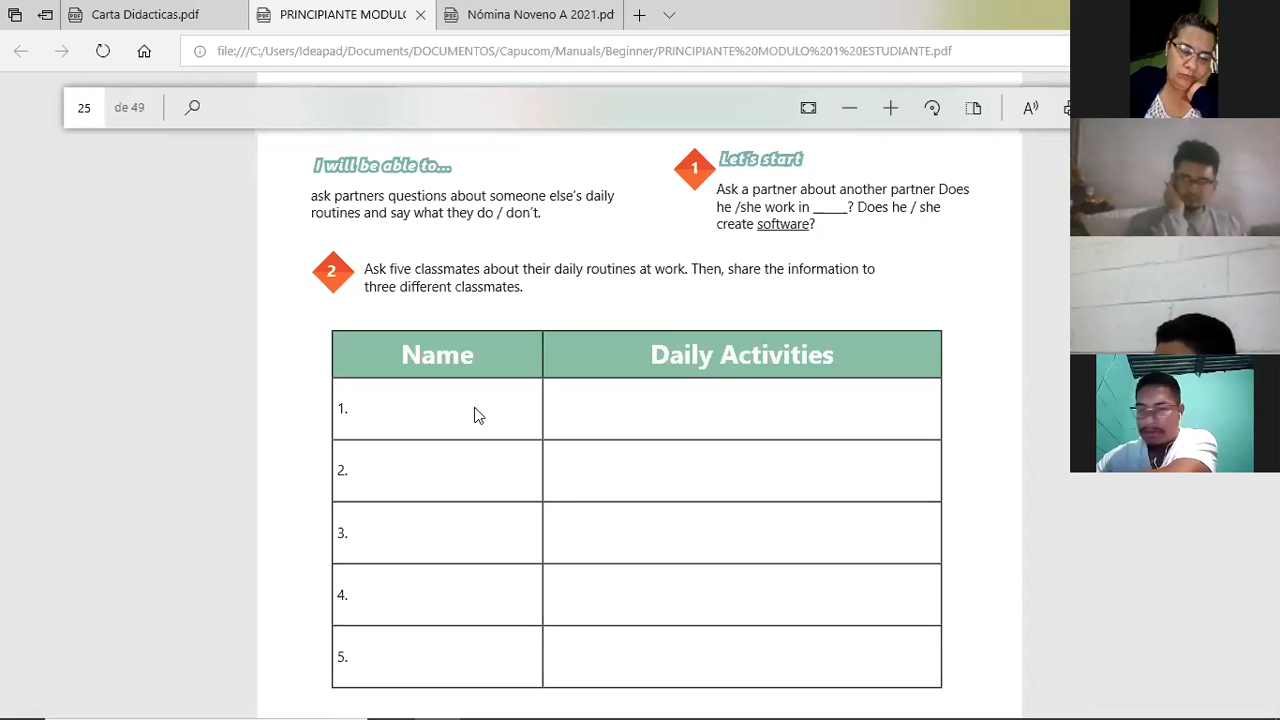 Carta Didacticas.pdf
PRINCIPIANTE MODULO
Nómina Noveno A 2021.pd
file:///C:/Users/Ideapad/Documents/DOCUMENTOS/Capucom/Manuals/Beginner/PRINCIPIANTE%20MODULO%201%20ESTUDIANTE.pdf
25 de 49
I will be able to...
ask partners questions about someone else's daily
routines and say what they do / don't.
1
Let's start
Ask a partner about another partner Does
he /she work in _____? Does he / she
create software?
2
Ask five classmates about their daily routines at work. Then, share the information to
three different classmates.
Name Daily Activities
1.
2.
3.
4.
5.